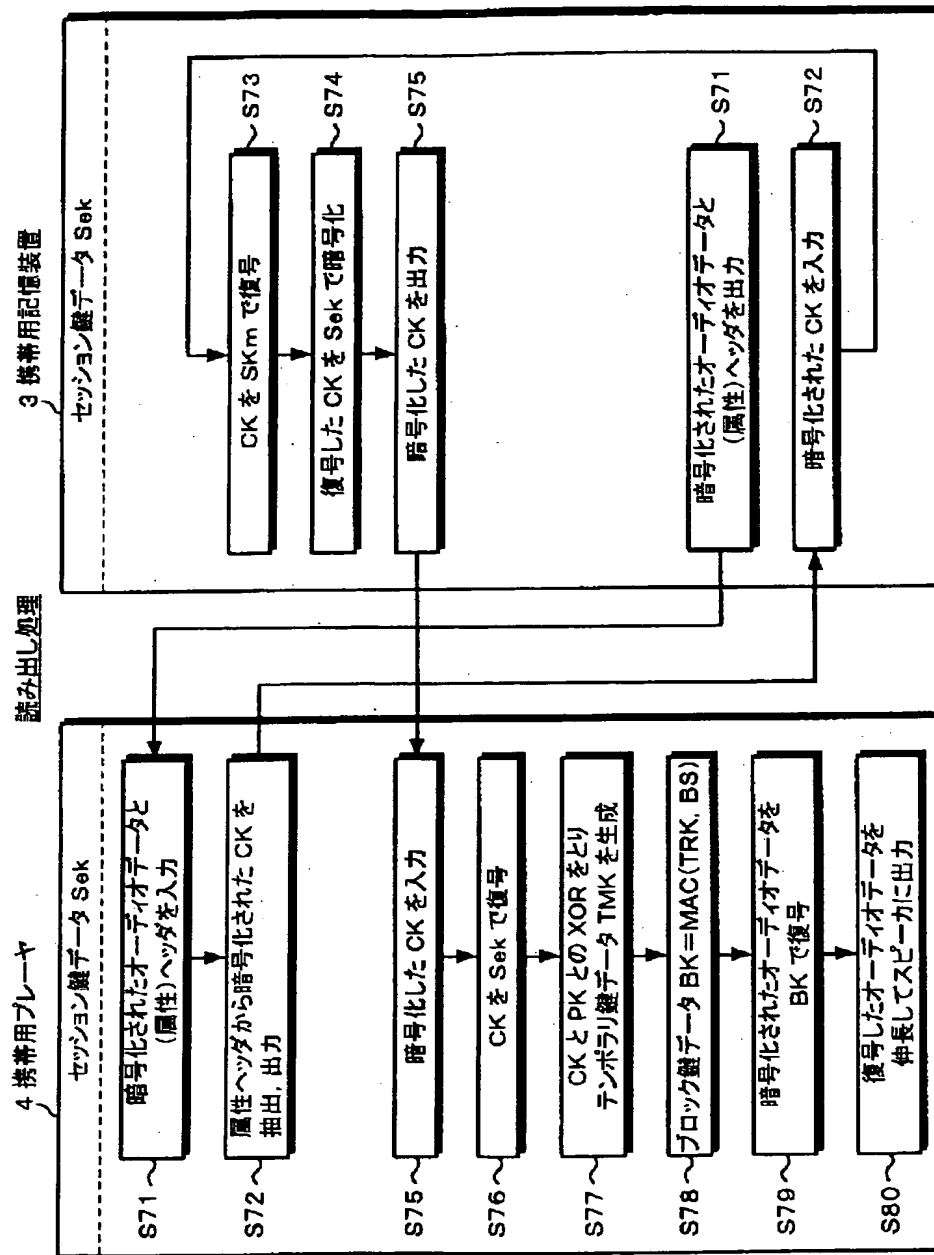 読み出し処理
4 携帯用プレーヤ
セッション鍵データ Sek
S71
暗号化されたオーディオデータと
(属性)ヘッダを入力
S72
属性ヘッダから暗号化された CK を
抽出, 出力
S75
暗号化した CK を入力
S76
CK を Sek で復号
S77
CK と PK との XOR をとり
テンポラリ鍵データ TMK を生成
S78
ブロック鍵データ BK=MAC(TRK, BS)
S79
暗号化されたオーディオデータを
BK で復号
S80
復号したオーディオデータを
伸長してスピーカに出力
3 携帯用記憶装置
セッション鍵データ Sek
CK を SKm で復号
S73
復号した CK を Sek で暗号化
S74
暗号化した CK を出力
S75
暗号化されたオーディオデータと
(属性)ヘッダを出力
S71
暗号化された CK を入力
S72